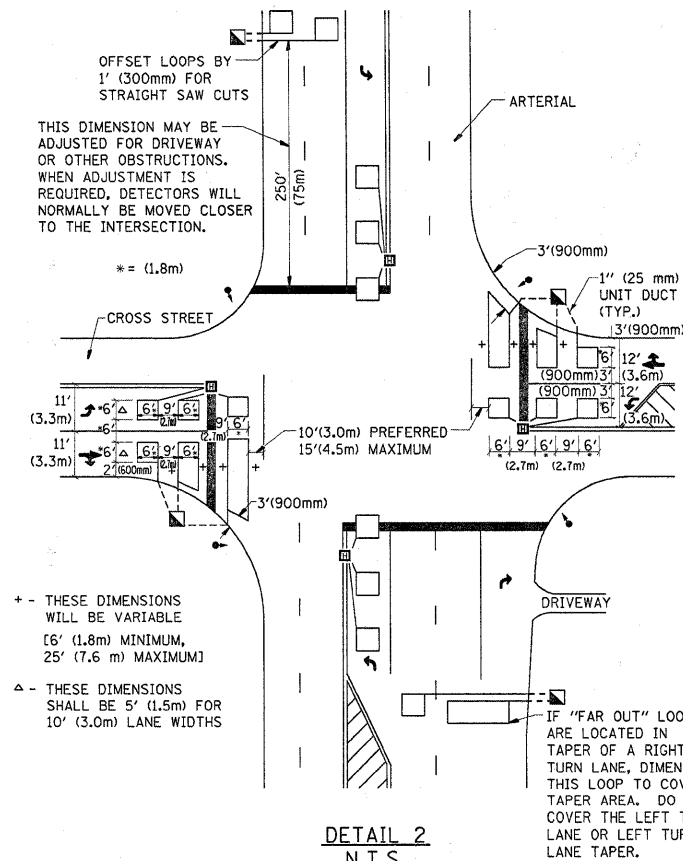 OFFSET LOOPS BY
1' (300mm) FOR
STRAIGHT SAW CUTS
ARTERIAL
THIS DIMENSION MAY BE
ADJUSTED FOR DRIVEWAY
OR OTHER OBSTRUCTIONS.
WHEN ADJUSTMENT IS
REQUIRED, DETECTORS WILL
NORMALLY BE MOVED CLOSER
TO THE INTERSECTION.
250'
(75m)
* = (1.8m)
3'(900mm)
1" (25 mm)
UNIT DUCT
(TYP.)
CROSS STREET
3'(900mm)
*6'
12'
(3.6m)
(900mm) 3'
(900mm) 3'
12'
*6'
(3.6m)
H
H
11'
(3.3m)
*6'
△
6' 9' 6'
* (2.7m) *
*6'
9' 6'
(2.7m) *
10'(3.0m) PREFERRED
15'(4.5m) MAXIMUM
H
6' 9' 6' 9' 6'
* (2.7m) * (2.7m) *
11'
(3.3m)
*6'
△
6' 9' 6'
* (2.7m) *
2' (600mm)
3'(900mm)
H
+ - THESE DIMENSIONS
WILL BE VARIABLE
[6' (1.8m) MINIMUM,
25' (7.6 m) MAXIMUM]
△ - THESE DIMENSIONS
SHALL BE 5' (1.5m) FOR
10' (3.0m) LANE WIDTHS
DRIVEWAY
IF "FAR OUT" LOO
ARE LOCATED IN
TAPER OF A RIGHT
TURN LANE, DIMEN
THIS LOOP TO COV
TAPER AREA. DO
COVER THE LEFT T
LANE OR LEFT TUR
LANE TAPER.
DETAIL 2
N.T.S.